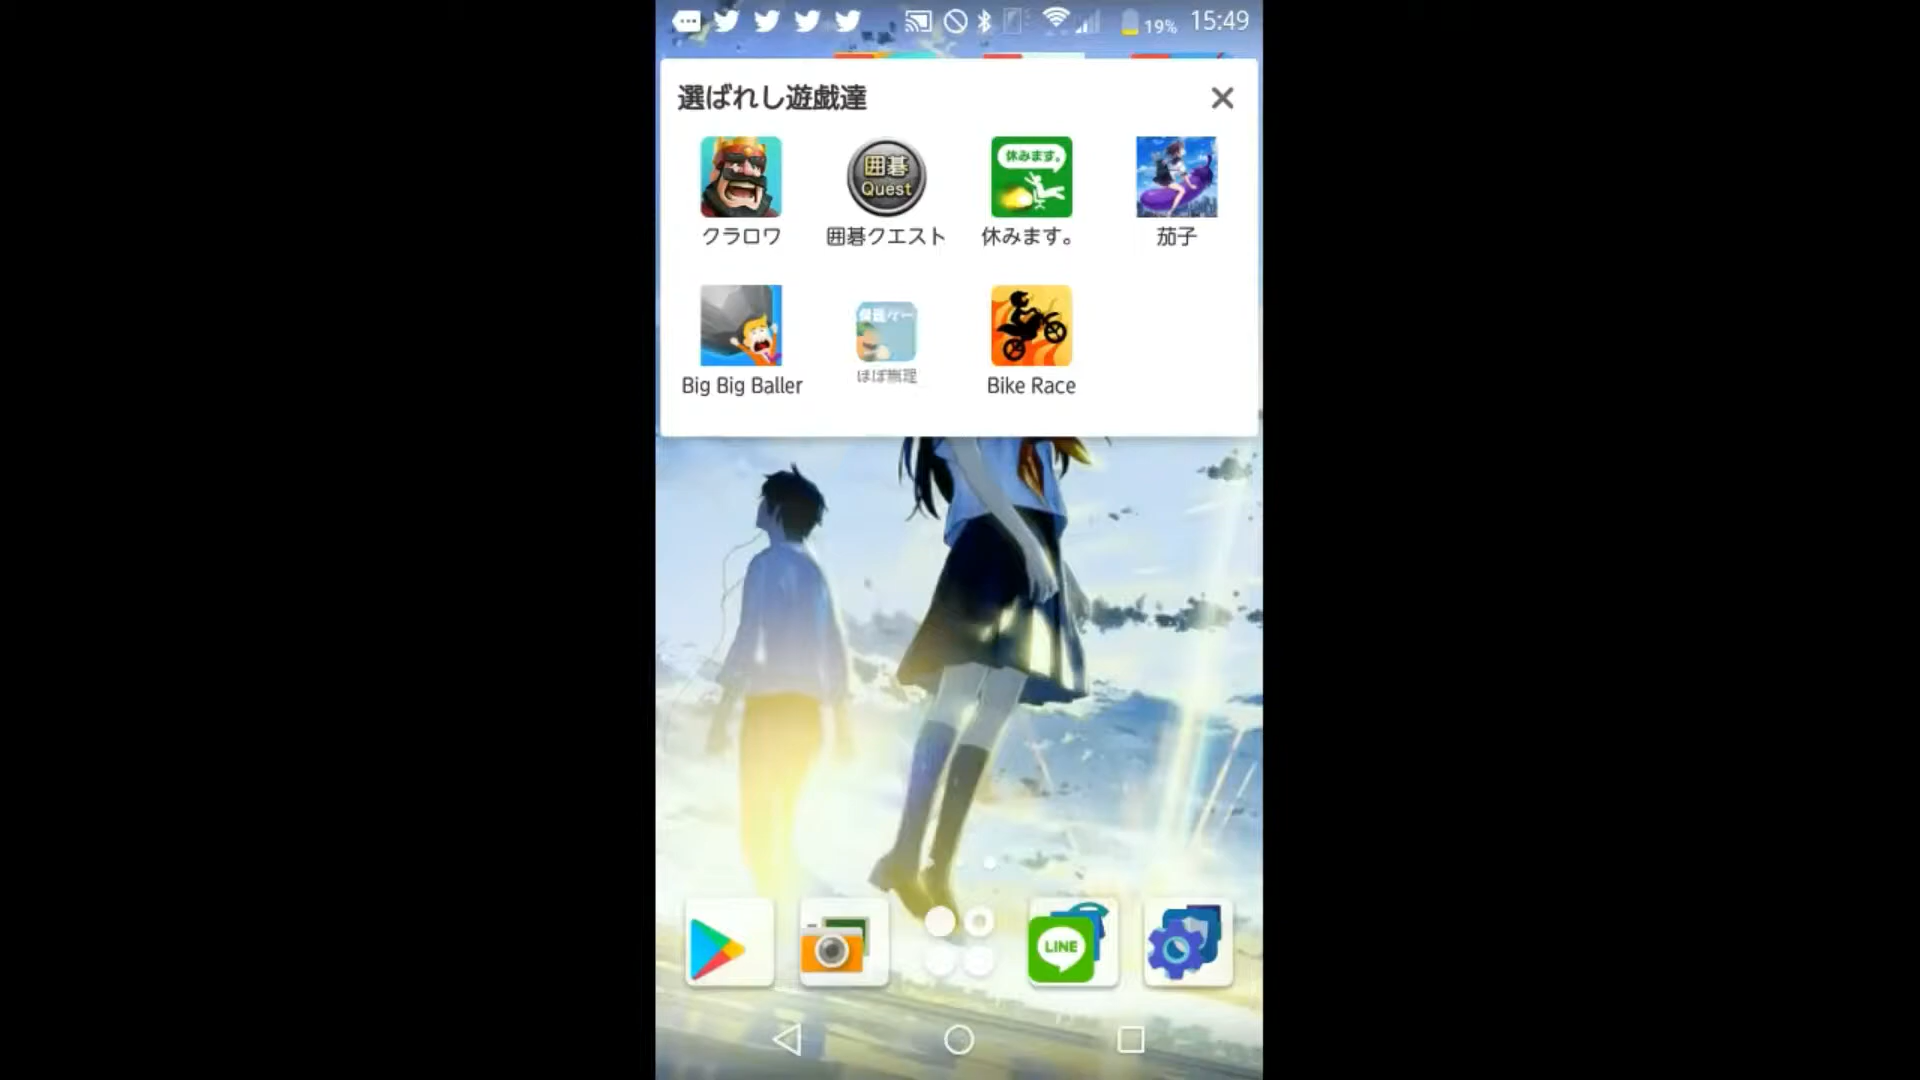 19% 15:49
選ばれし遊戯達
囲碁
Quest
休みます。
クラロワ
囲碁クエスト
休みます。
茄子
Big Big Baller
ほぼ無理
Bike Race
LINE